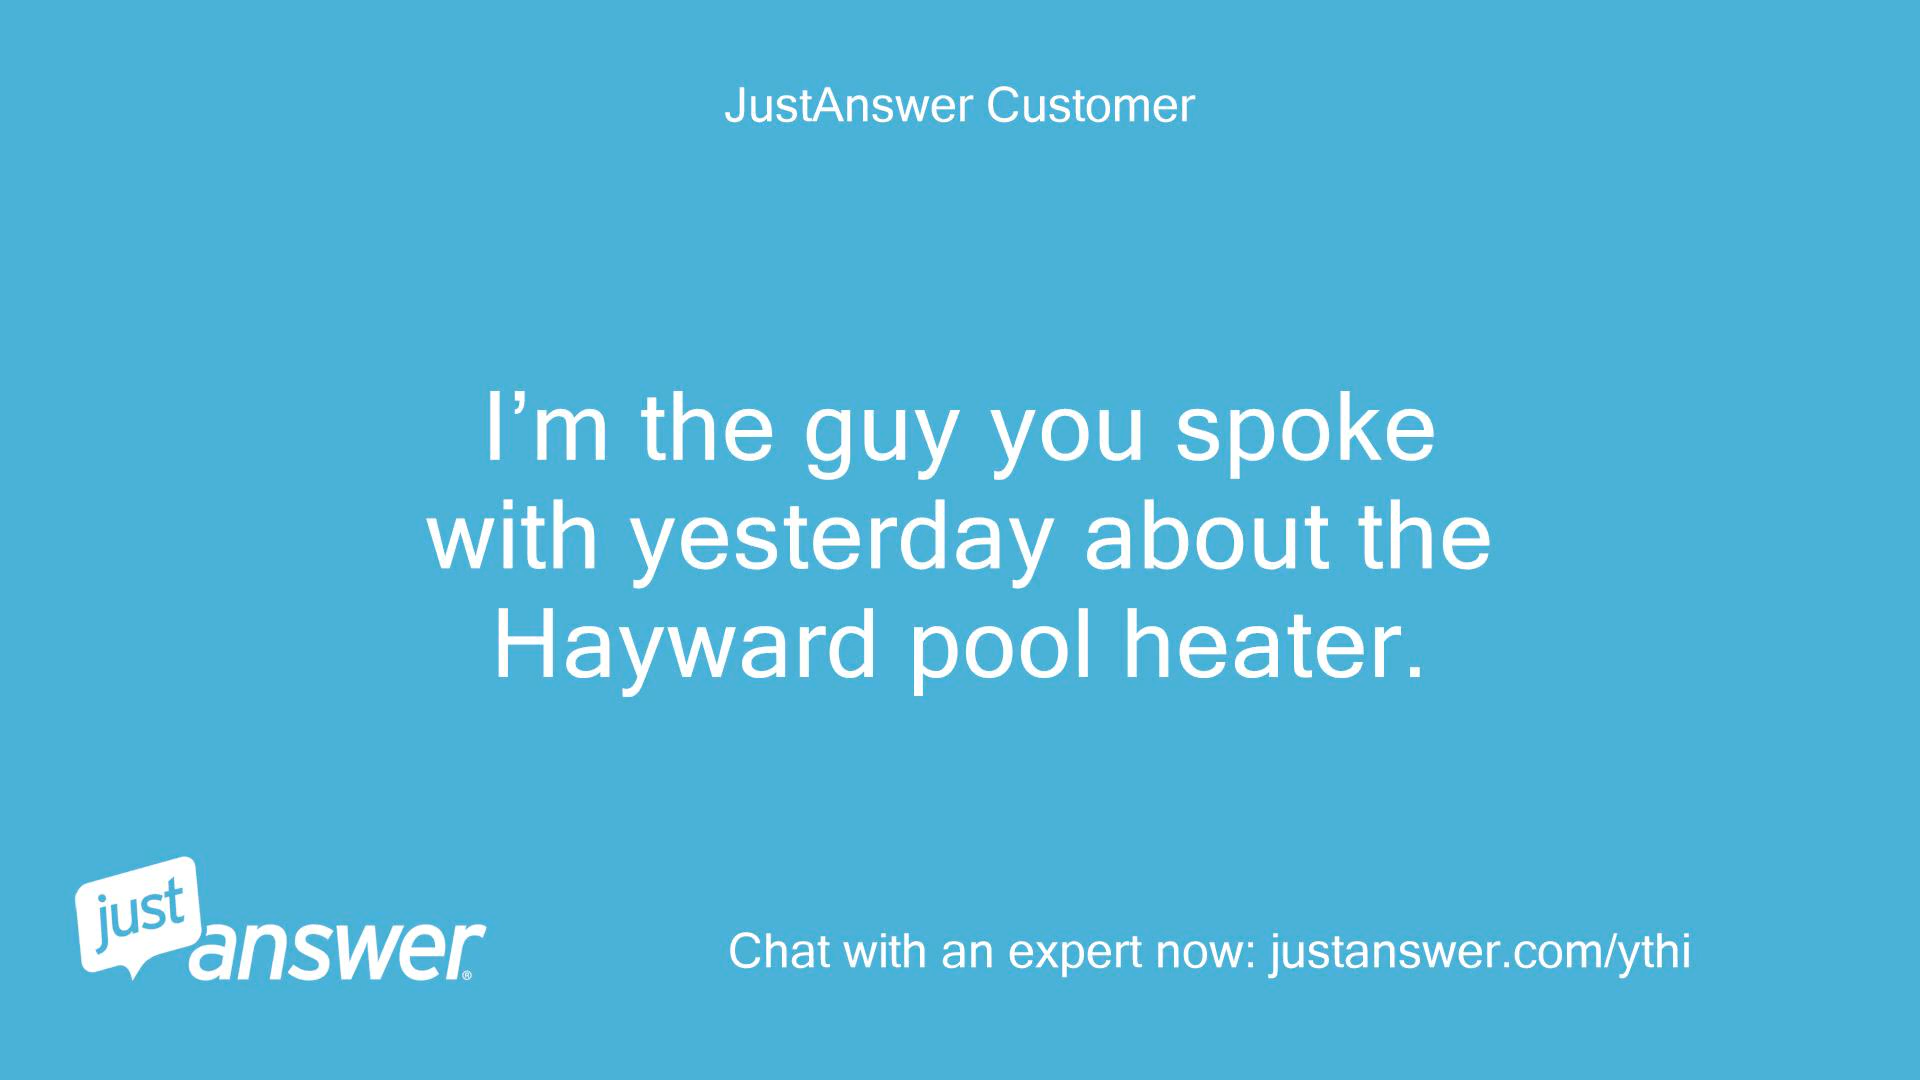 JustAnswer Customer
I’m the guy you spoke
with yesterday about the
Hayward pool heater.
just
answer®
Chat with an expert now: justanswer.com/ythi